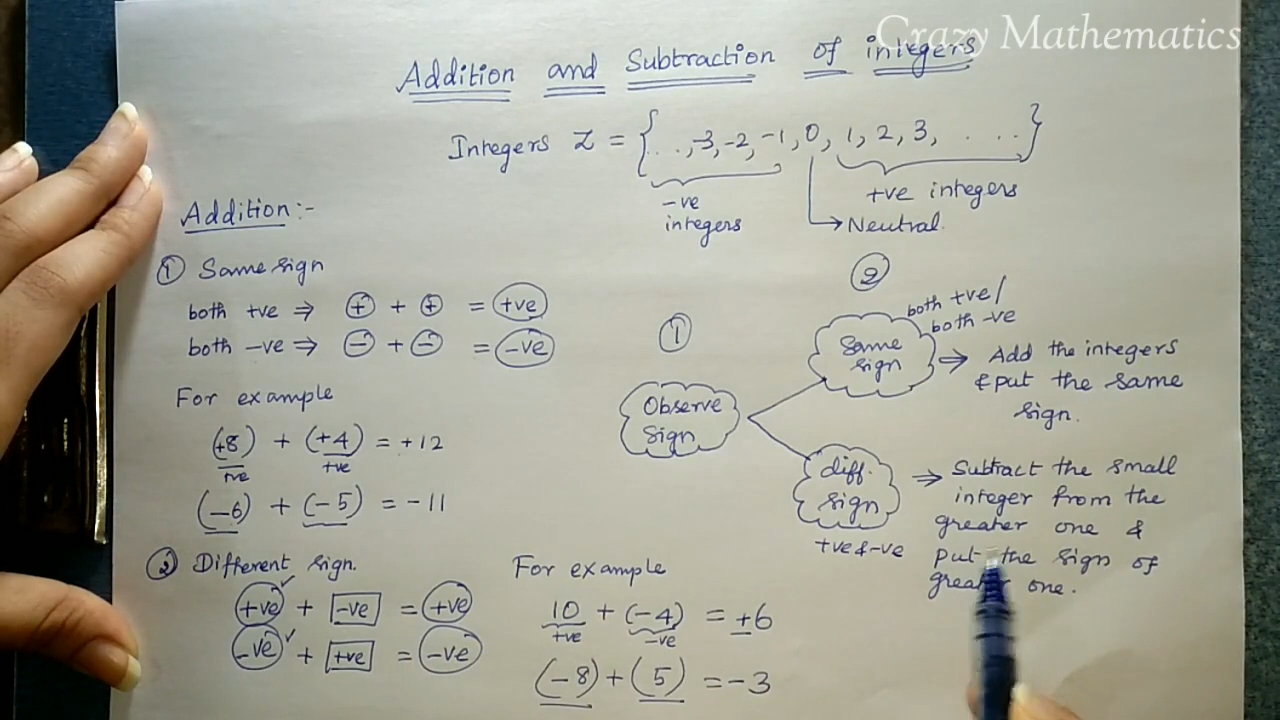 Crazy Mathematics
Addition and Subtraction of integers
Integers Z = { . . ., -3, -2, -1, 0, 1, 2, 3, . . . . }
-ve
integers
+ve integers
Neutral.
Addition :-
① Same sign
both +ve ⇒ ⊕ + ⊕ = +ve
both -ve ⇒ ⊖ + ⊖ = -ve
For example
(+8) + (+4) = +12
+ve +ve
(-6) + (-5) = -11
② Different sign.
+ve ✓ + -ve = +ve
-ve ✓ + +ve = -ve
For example
10 + (-4) = +6
+ve -ve
(-8) + (5) = -3
①
Observe
Sign
②
Same
sign
both +ve/
both -ve
⇒ Add the integers
& put the same
sign.
diff.
sign
+ve & -ve
⇒ Subtract the small
integer from the
greater one &
put the sign of
greater one.